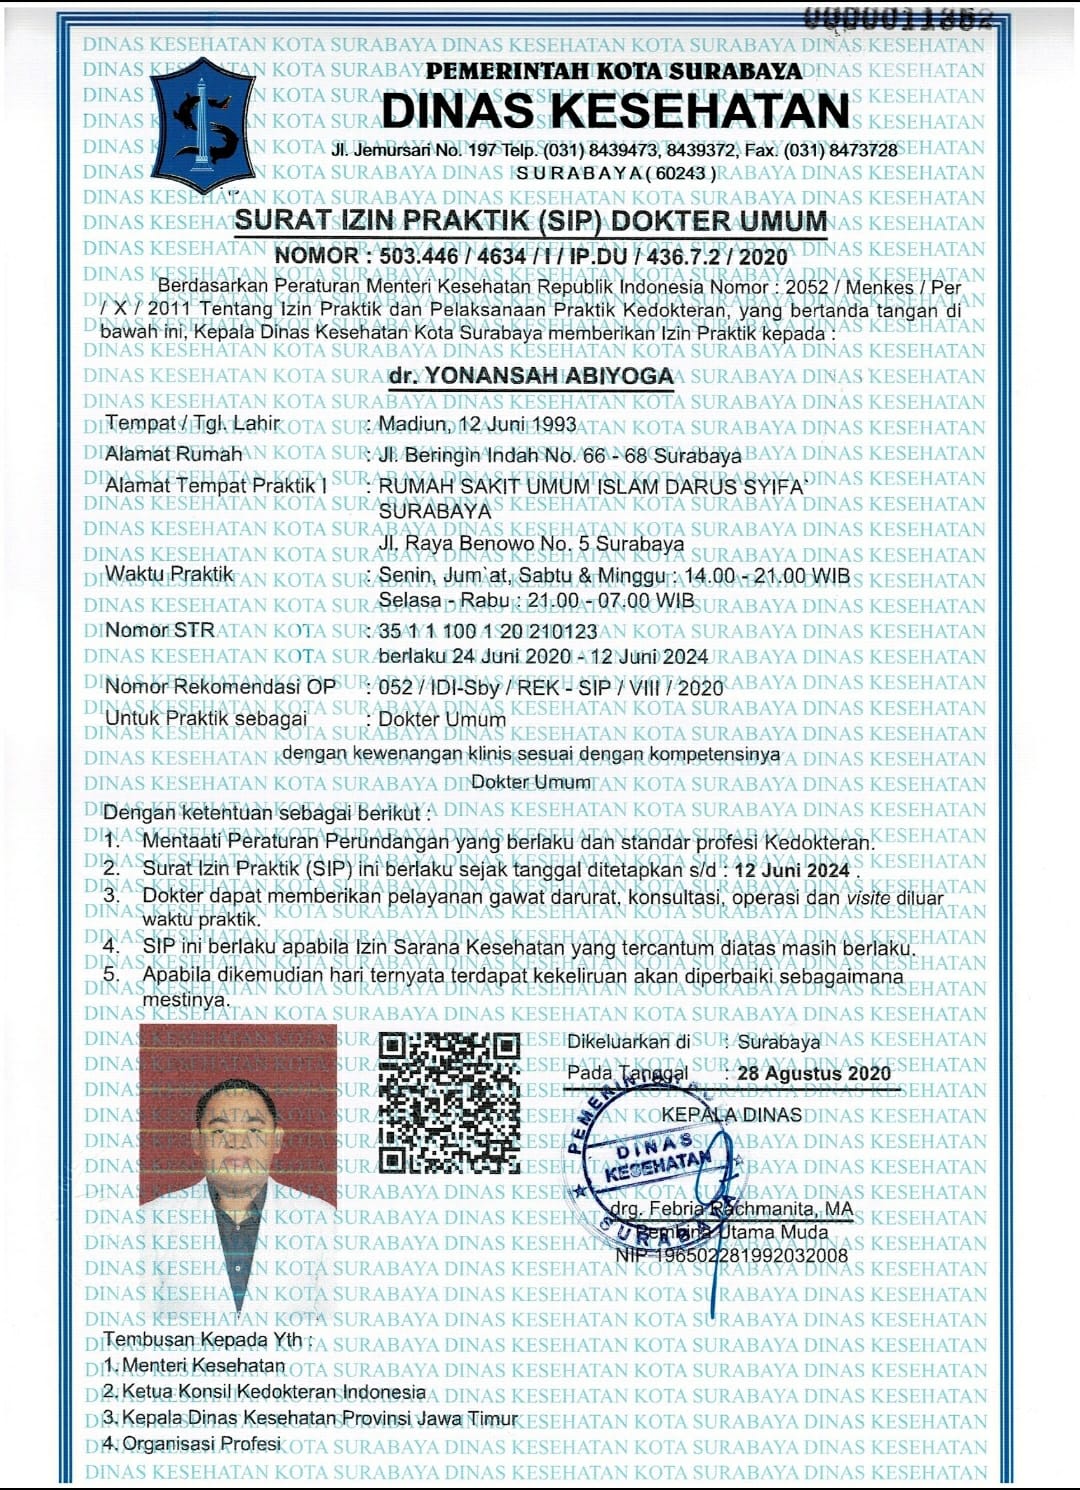 0000011352
PEMERINTAH KOTA SURABAYA
DINAS KESEHATAN
Jl. Jemursari No. 197 Telp. (031) 8439473, 8439372, Fax. (031) 8473728
SURABAYA ( 60243 )
SURAT IZIN PRAKTIK (SIP) DOKTER UMUM
NOMOR : 503.446 / 4634 / I / IP.DU / 436.7.2 / 2020
Berdasarkan Peraturan Menteri Kesehatan Republik Indonesia Nomor : 2052 / Menkes / Per
/ X / 2011 Tentang Izin Praktik dan Pelaksanaan Praktik Kedokteran, yang bertanda tangan di
bawah ini, Kepala Dinas Kesehatan Kota Surabaya memberikan Izin Praktik kepada :
dr. YONANSAH ABIYOGA
Tempat / Tgl. Lahir : Madiun, 12 Juni 1993
Alamat Rumah : Jl. Beringin Indah No. 66 - 68 Surabaya
Alamat Tempat Praktik I : RUMAH SAKIT UMUM ISLAM DARUS SYIFA`
SURABAYA
Jl. Raya Benowo No. 5 Surabaya
Waktu Praktik : Senin, Jum`at, Sabtu & Minggu : 14.00 - 21.00 WIB
Selasa - Rabu : 21.00 - 07.00 WIB
Nomor STR : 35 1 1 100 1 20 210123
berlaku 24 Juni 2020 - 12 Juni 2024
Nomor Rekomendasi OP : 052 / IDI-Sby / REK - SIP / VIII / 2020
Untuk Praktik sebagai : Dokter Umum
dengan kewenangan klinis sesuai dengan kompetensinya
Dokter Umum
Dengan ketentuan sebagai berikut :
1. Mentaati Peraturan Perundangan yang berlaku dan standar profesi Kedokteran.
2. Surat Izin Praktik (SIP) ini berlaku sejak tanggal ditetapkan s/d : 12 Juni 2024 .
3. Dokter dapat memberikan pelayanan gawat darurat, konsultasi, operasi dan visite diluar
waktu praktik.
4. SIP ini berlaku apabila Izin Sarana Kesehatan yang tercantum diatas masih berlaku.
5. Apabila dikemudian hari ternyata terdapat kekeliruan akan diperbaiki sebagaimana
mestinya.
Dikeluarkan di : Surabaya
Pada Tanggal : 28 Agustus 2020
KEPALA DINAS
DINAS
KESEHATAN
SURABAYA
drg. Febria Rachmanita, MA
Pembina Utama Muda
NIP 196502281992032008
Tembusan Kepada Yth :
1. Menteri Kesehatan
2. Ketua Konsil Kedokteran Indonesia
3. Kepala Dinas Kesehatan Provinsi Jawa Timur
4. Organisasi Profesi